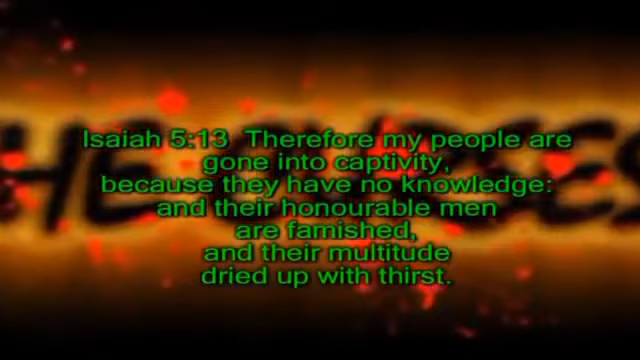 Isaiah 5:13  Therefore my people are
gone into captivity,
because they have no knowledge:
and their honourable men
are famished,
and their multitude
dried up with thirst.